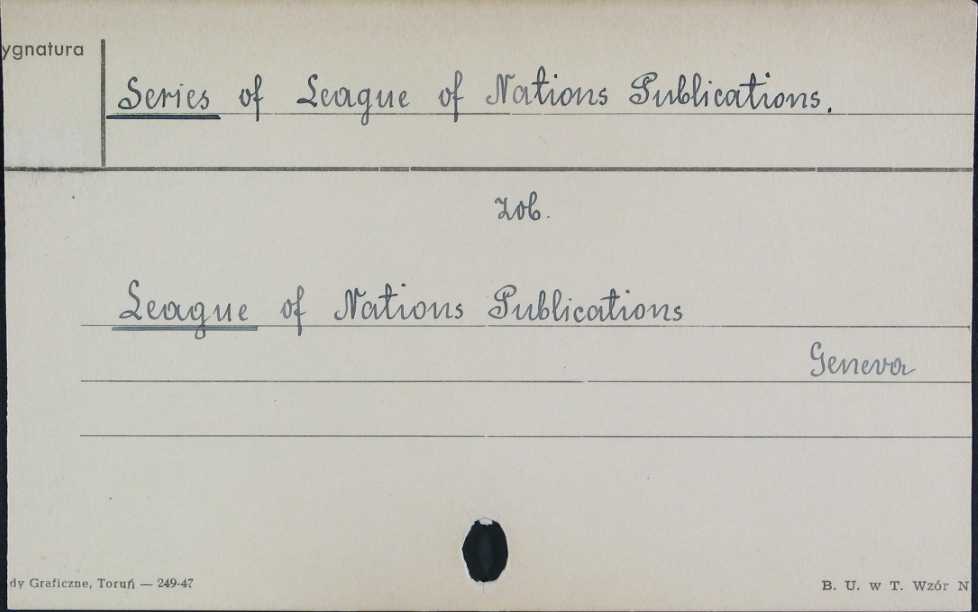 ygnatura
Series of League of Nations Publications.
zob.
League of Nations Publications
Geneva
dy Graficzne, Toruń — 249-47
B. U. w T. Wzór N